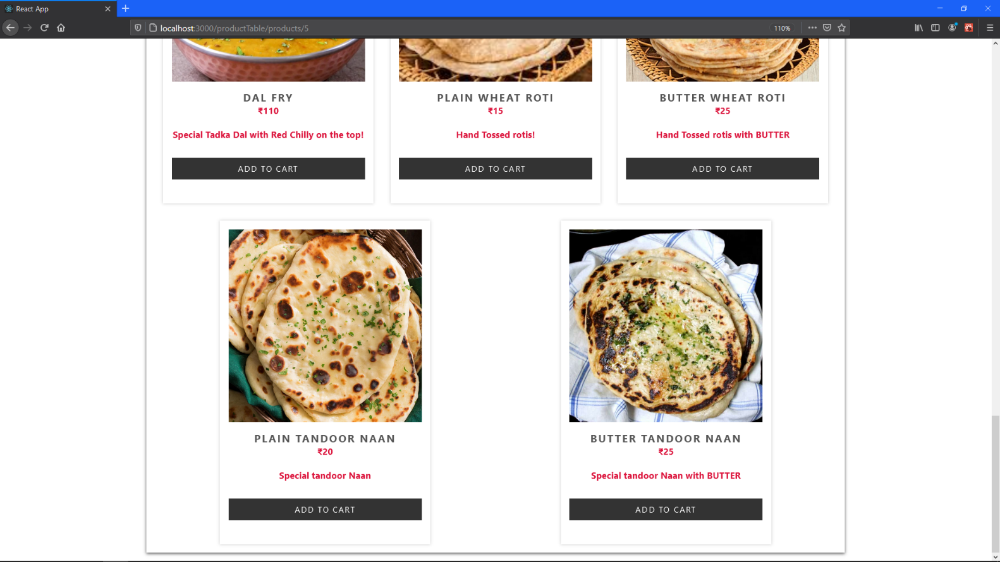 React App
localhost:3000/productTable/products/5
110%
DAL FRY
₹110
Special Tadka Dal with Red Chilly on the top!
ADD TO CART
PLAIN WHEAT ROTI
₹15
Hand Tossed rotis!
ADD TO CART
BUTTER WHEAT ROTI
₹25
Hand Tossed rotis with BUTTER
ADD TO CART
PLAIN TANDOOR NAAN
₹20
Special tandoor Naan
ADD TO CART
BUTTER TANDOOR NAAN
₹25
Special tandoor Naan with BUTTER
ADD TO CART